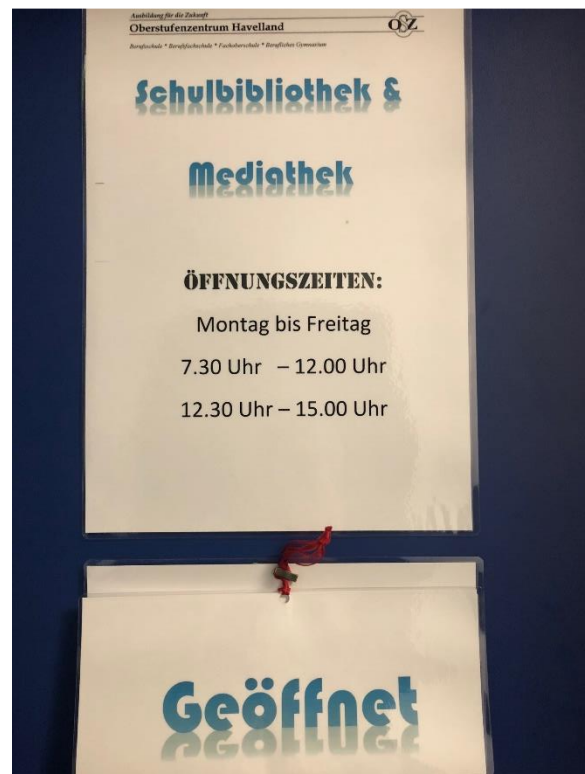 Ausbildung für die Zukunft
Oberstufenzentrum Havelland
OSZ
Berufsschule * Berufsfachschule * Fachoberschule * Berufliches Gymnasium
Schulbibliothek &
Mediathek
ÖFFNUNGSZEITEN:
Montag bis Freitag
7.30 Uhr – 12.00 Uhr
12.30 Uhr – 15.00 Uhr
Geöffnet